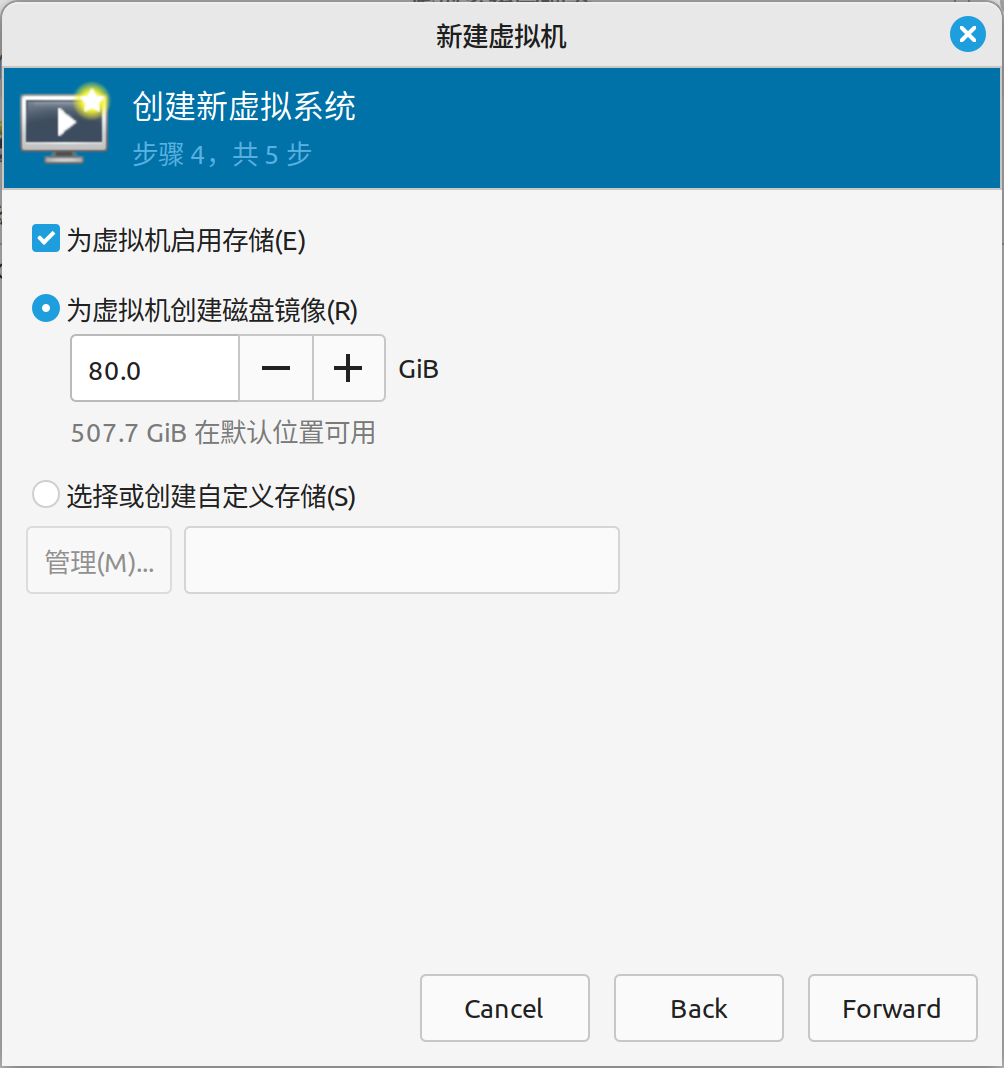 新建虚拟机
创建新虚拟系统
步骤 4，共 5 步
为虚拟机启用存储(E)
为虚拟机创建磁盘镜像(R)
80.0 GiB
507.7 GiB 在默认位置可用
选择或创建自定义存储(S)
管理(M)...
Cancel Back Forward